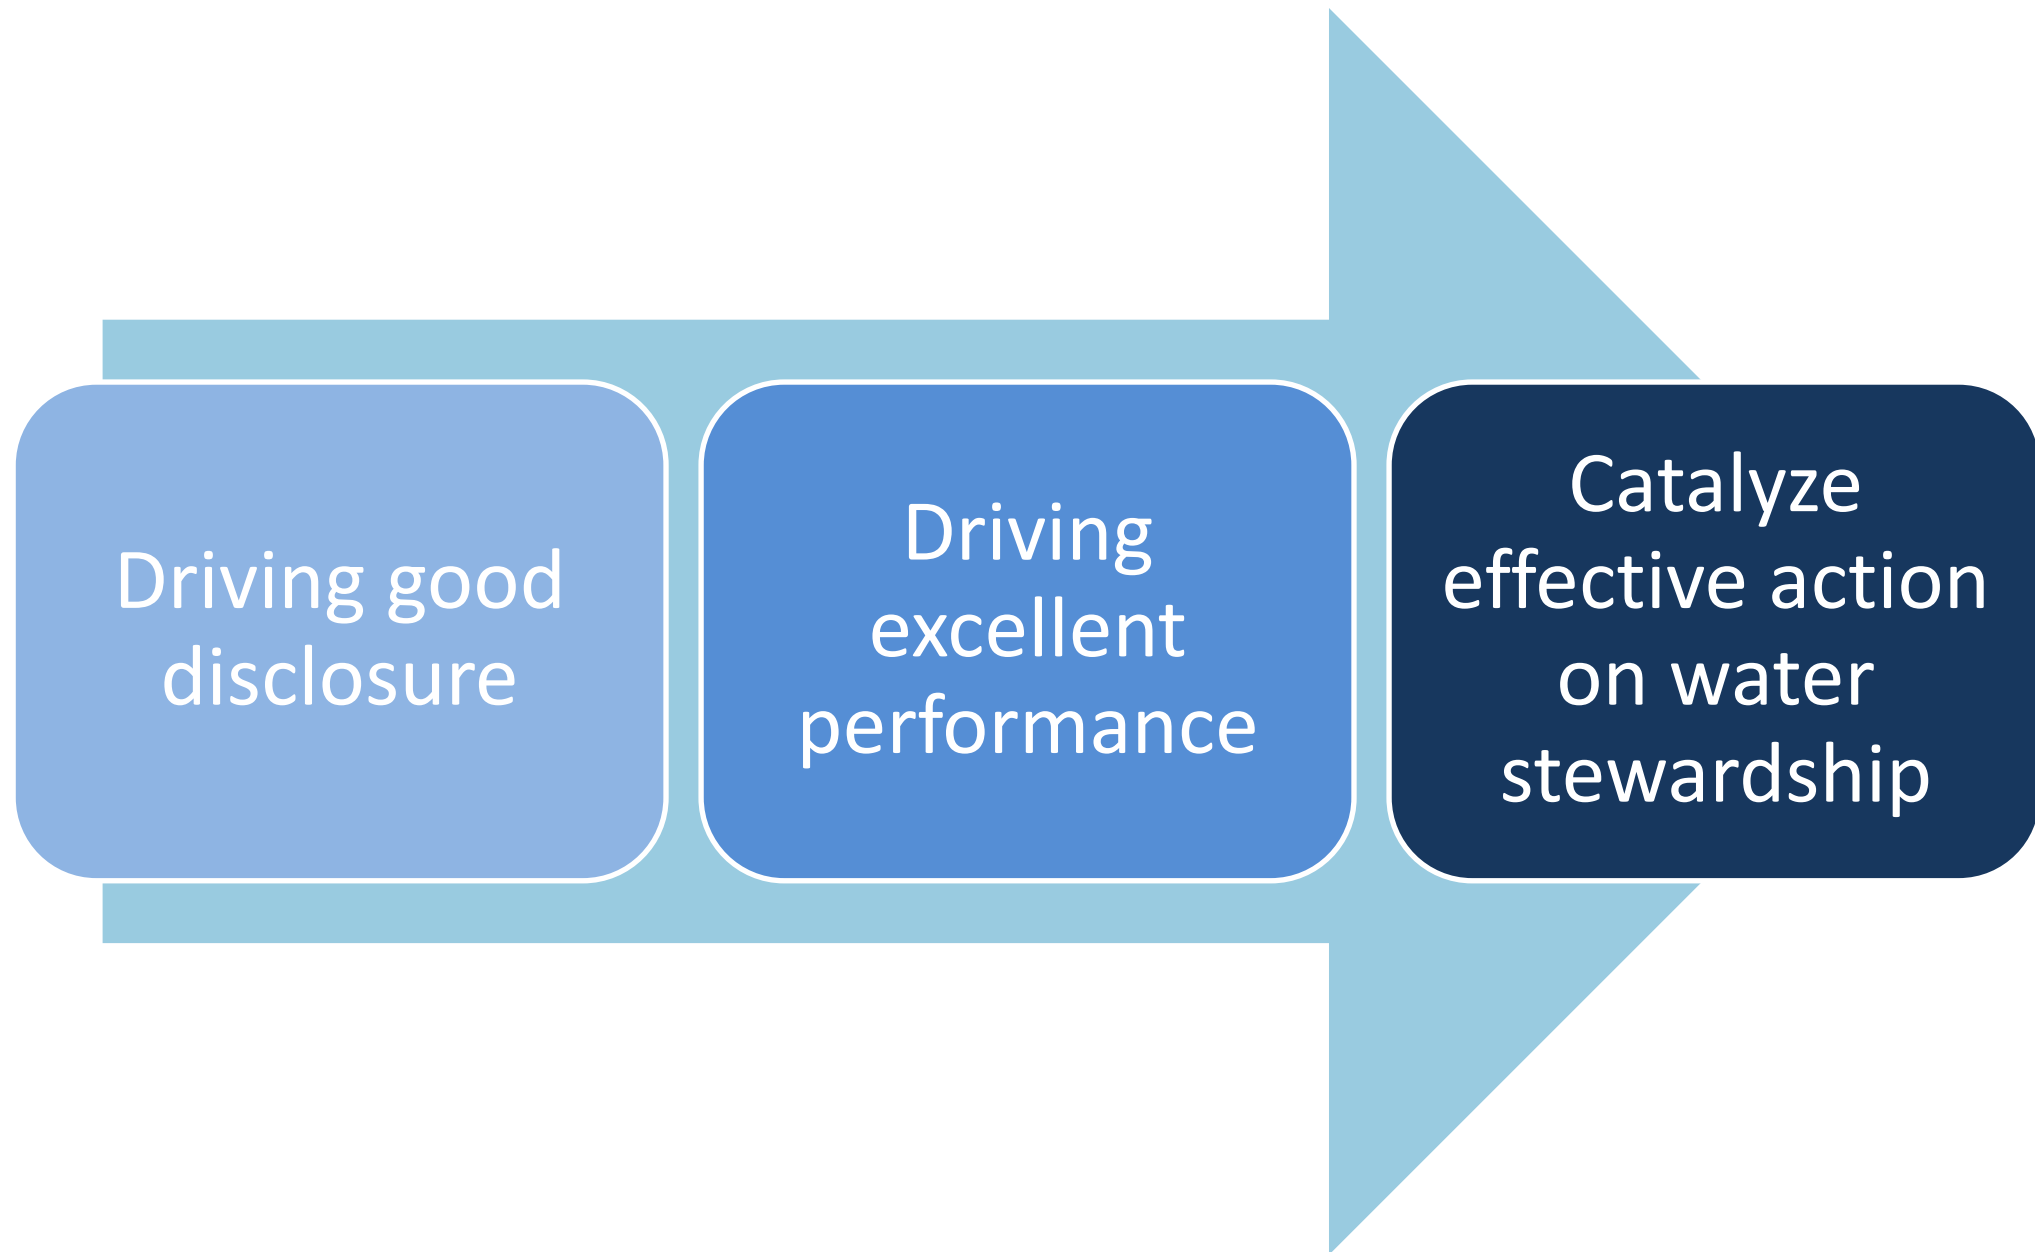 Driving good
disclosure
Driving
excellent
performance
Catalyze
effective action
on water
stewardship